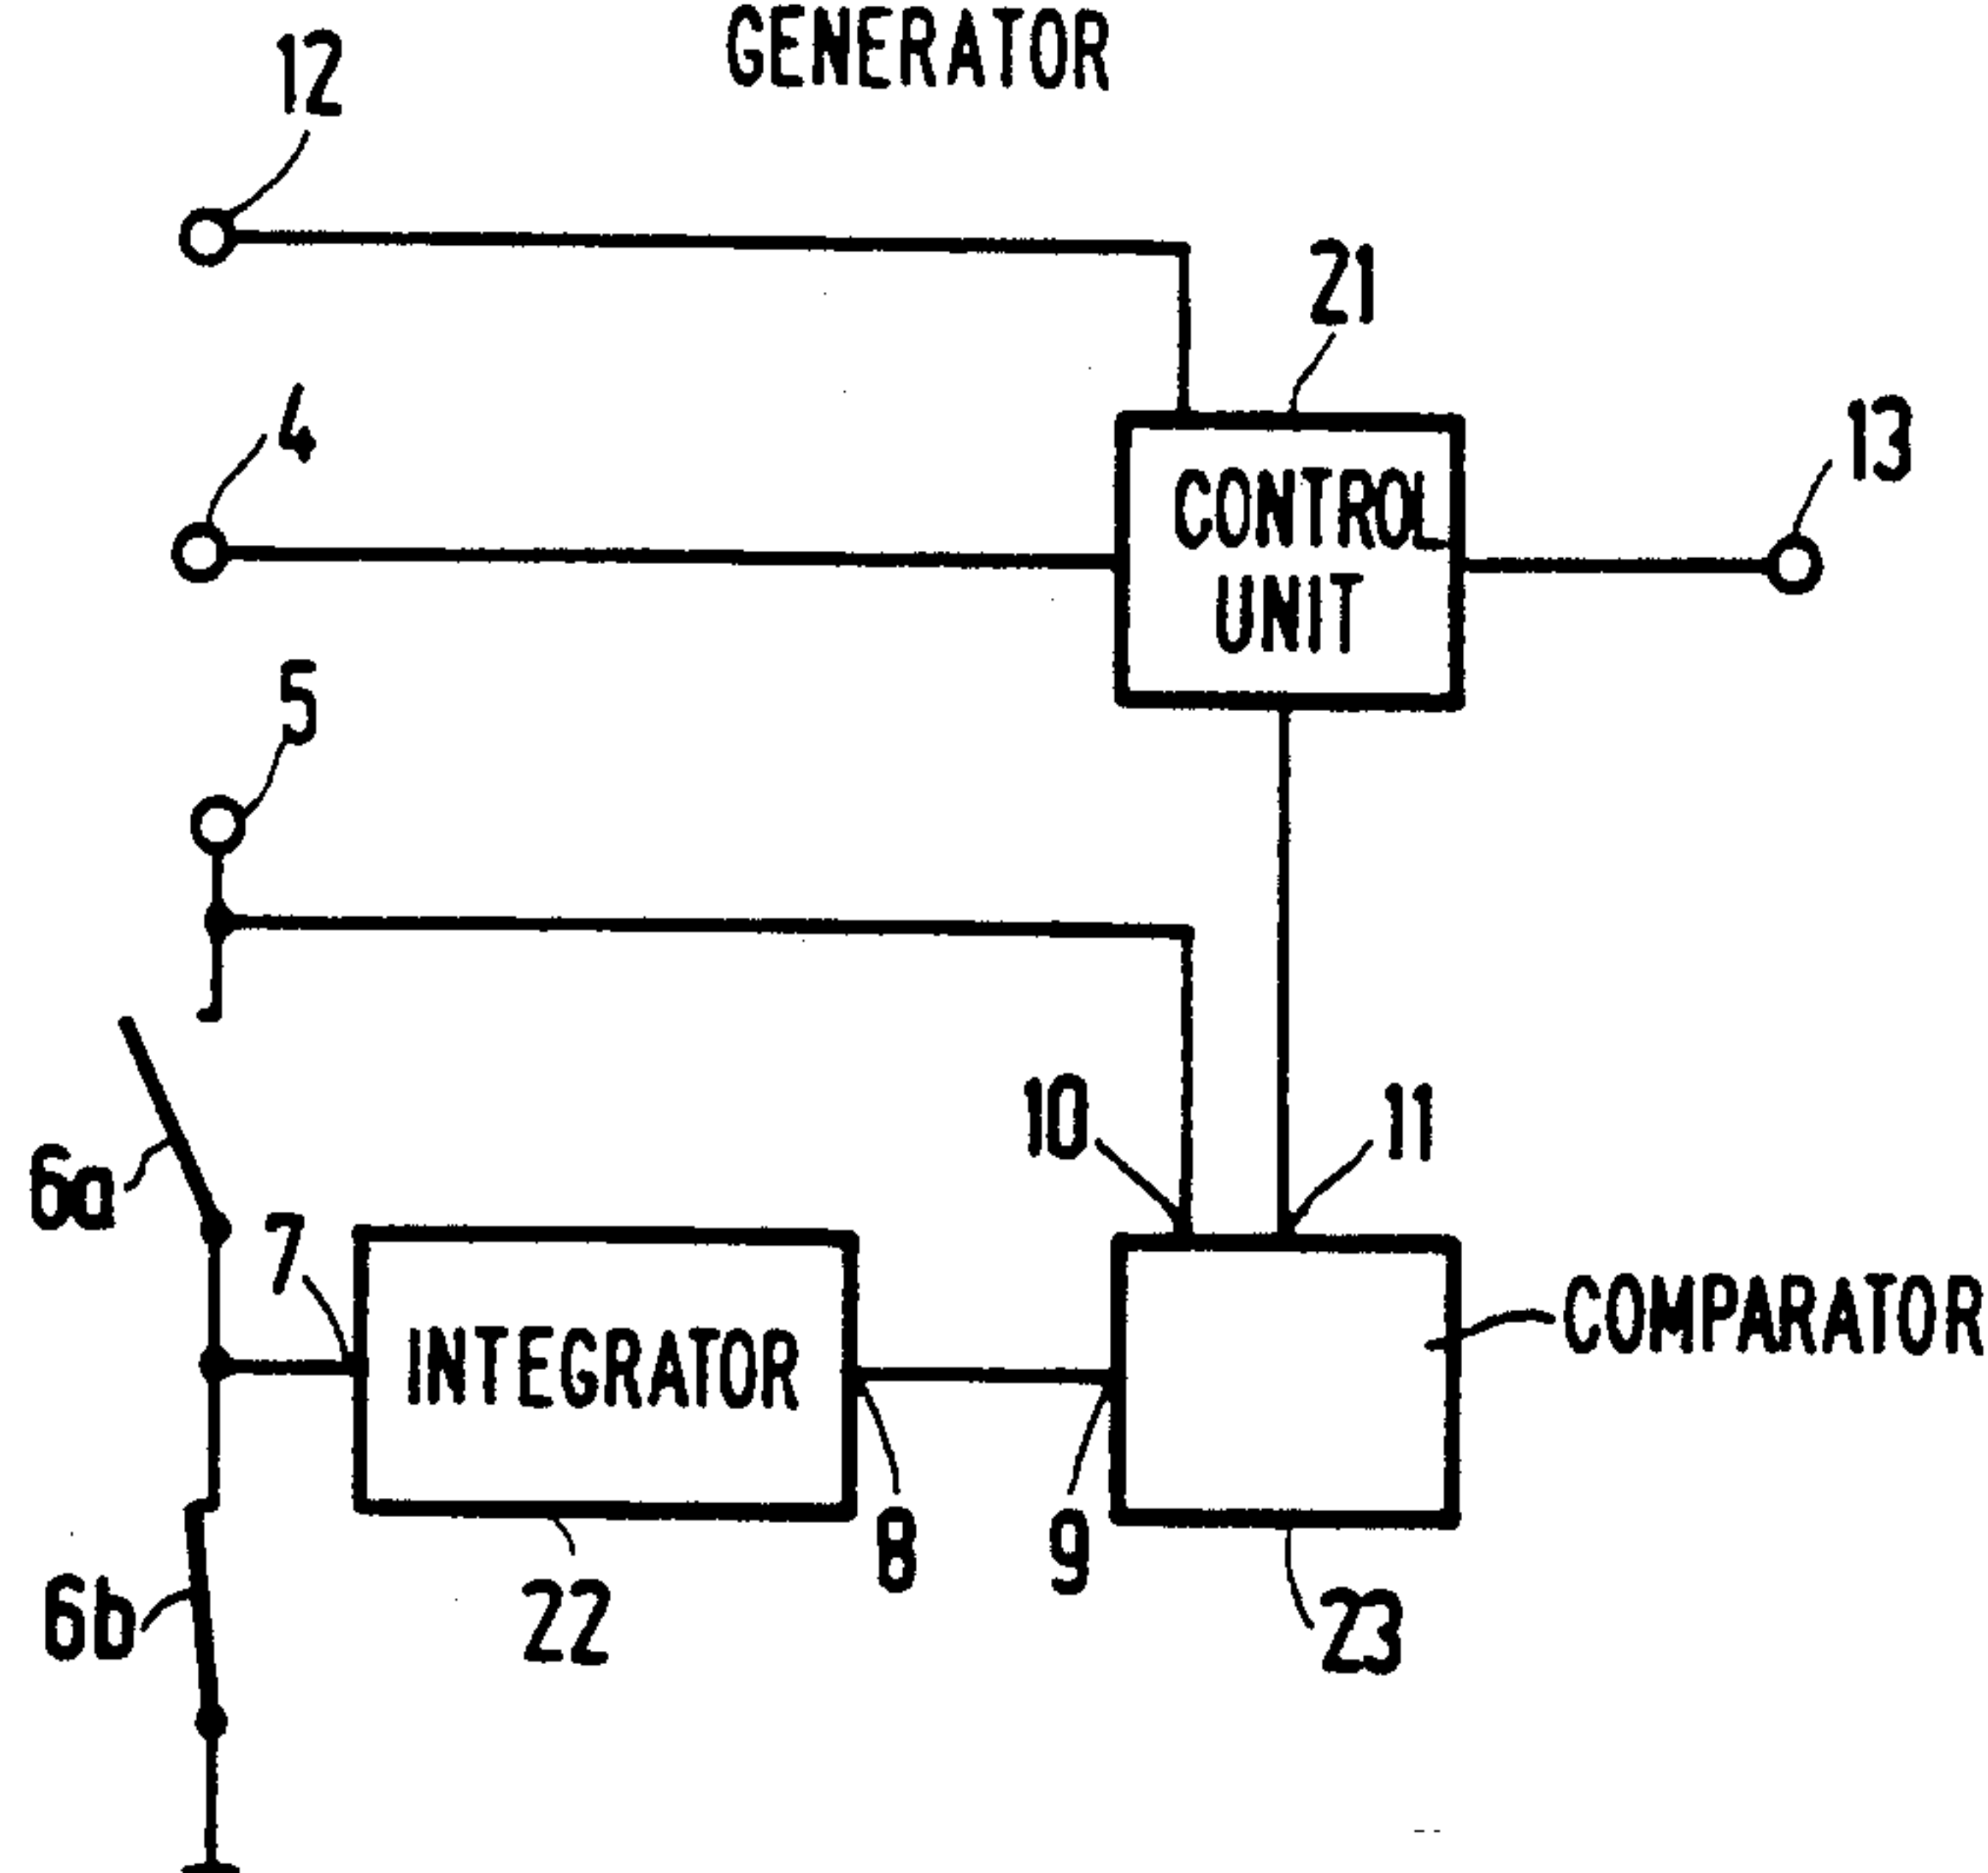 GENERATOR
12
21
4
13
CONTROL
UNIT
5
10
11
6a
7
INTEGRATOR
COMPARATOR
8
9
6b
22
23